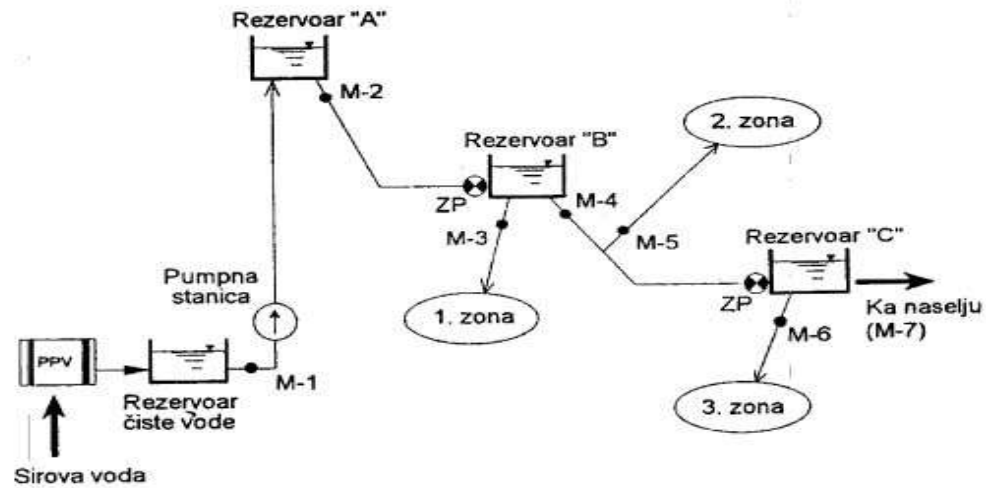 Rezervoar "A"
M-2
2. zona
Rezervoar "B"
ZP
M-4
M-3
M-5
Rezervoar "C"
Pumpna
stanica
1. zona
ZP
Ka naselju
(M-7)
M-6
PPV
M-1
Rezervoar
čiste vode
3. zona
Sirova voda